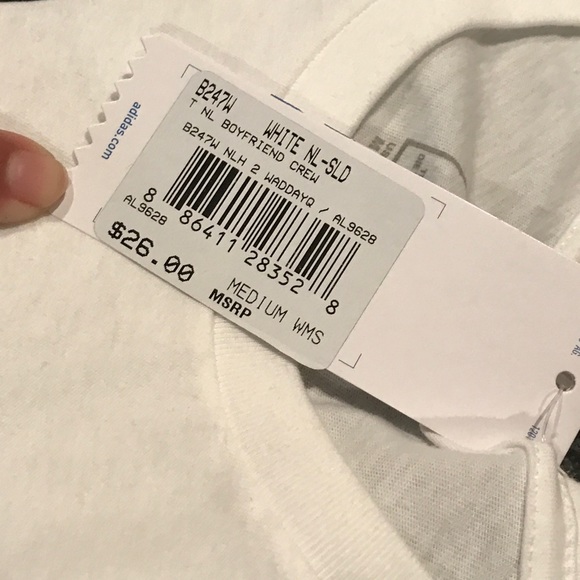 adidas.com
B247W WHITE NL-SLD
T NL BOYFRIEND CREW
B247W NLH 2 WADDAYQ / AL9628
8 86411 28352 8
AL9628
$26.00 MEDIUM WMS
MSRP